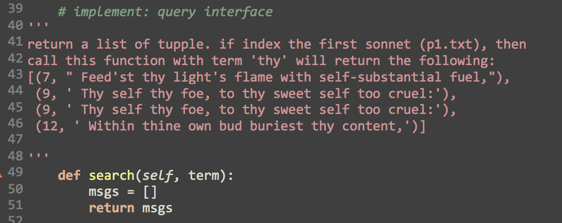 39     # implement: query interface
40 '''
41 return a list of tupple. if index the first sonnet (p1.txt), then
42 call this function with term 'thy' will return the following:
43 [(7, " Feed'st thy light's flame with self-substantial fuel,"),
44  (9, ' Thy self thy foe, to thy sweet self too cruel:'),
45  (9, ' Thy self thy foe, to thy sweet self too cruel:'),
46  (12, ' Within thine own bud buriest thy content,')]
47
48 '''
49     def search(self, term):
50         msgs = []
51         return msgs
52